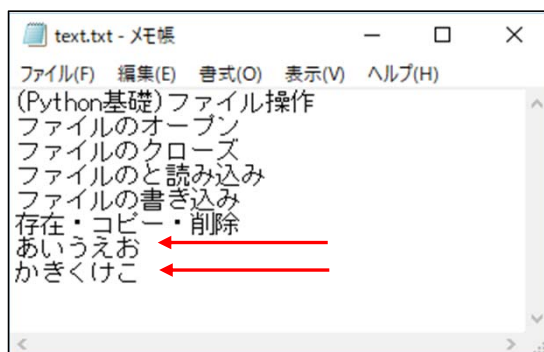 text.txt - メモ帳
ファイル(F) 編集(E) 書式(O) 表示(V) ヘルプ(H)
(Python基礎)ファイル操作
ファイルのオープン
ファイルのクローズ
ファイルのと読み込み
ファイルの書き込み
存在・コピー・削除
あいうえお
かきくけこ